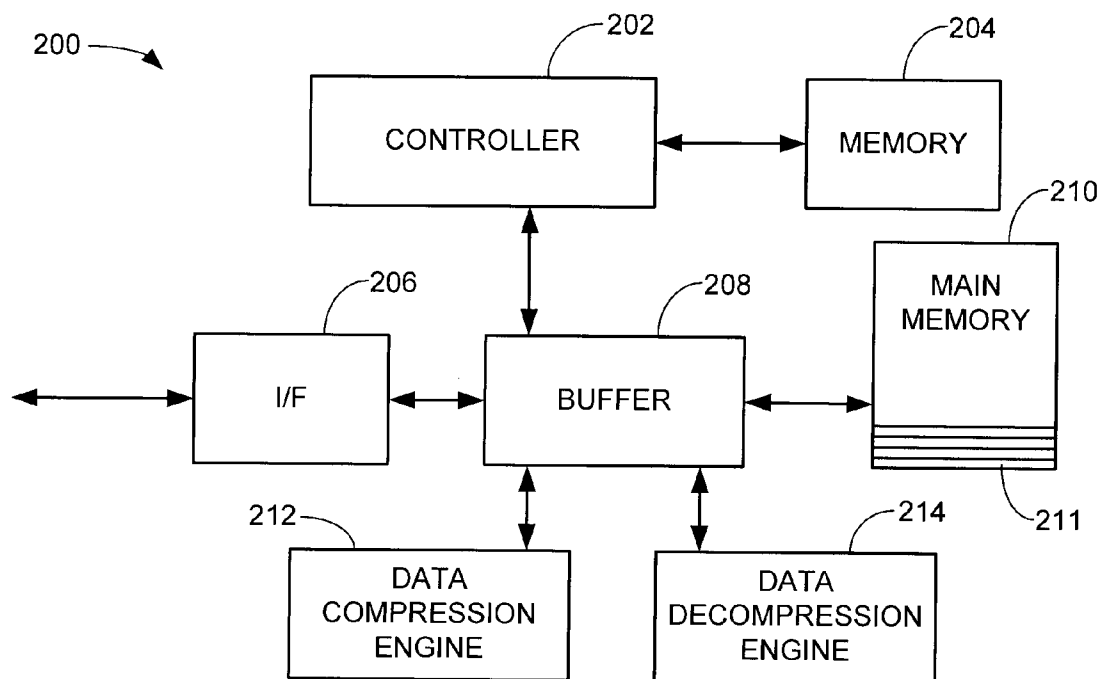 200
202
204
CONTROLLER
MEMORY
210
206
208
MAIN
MEMORY
I/F
BUFFER
211
212
214
DATA
COMPRESSION
ENGINE
DATA
DECOMPRESSION
ENGINE